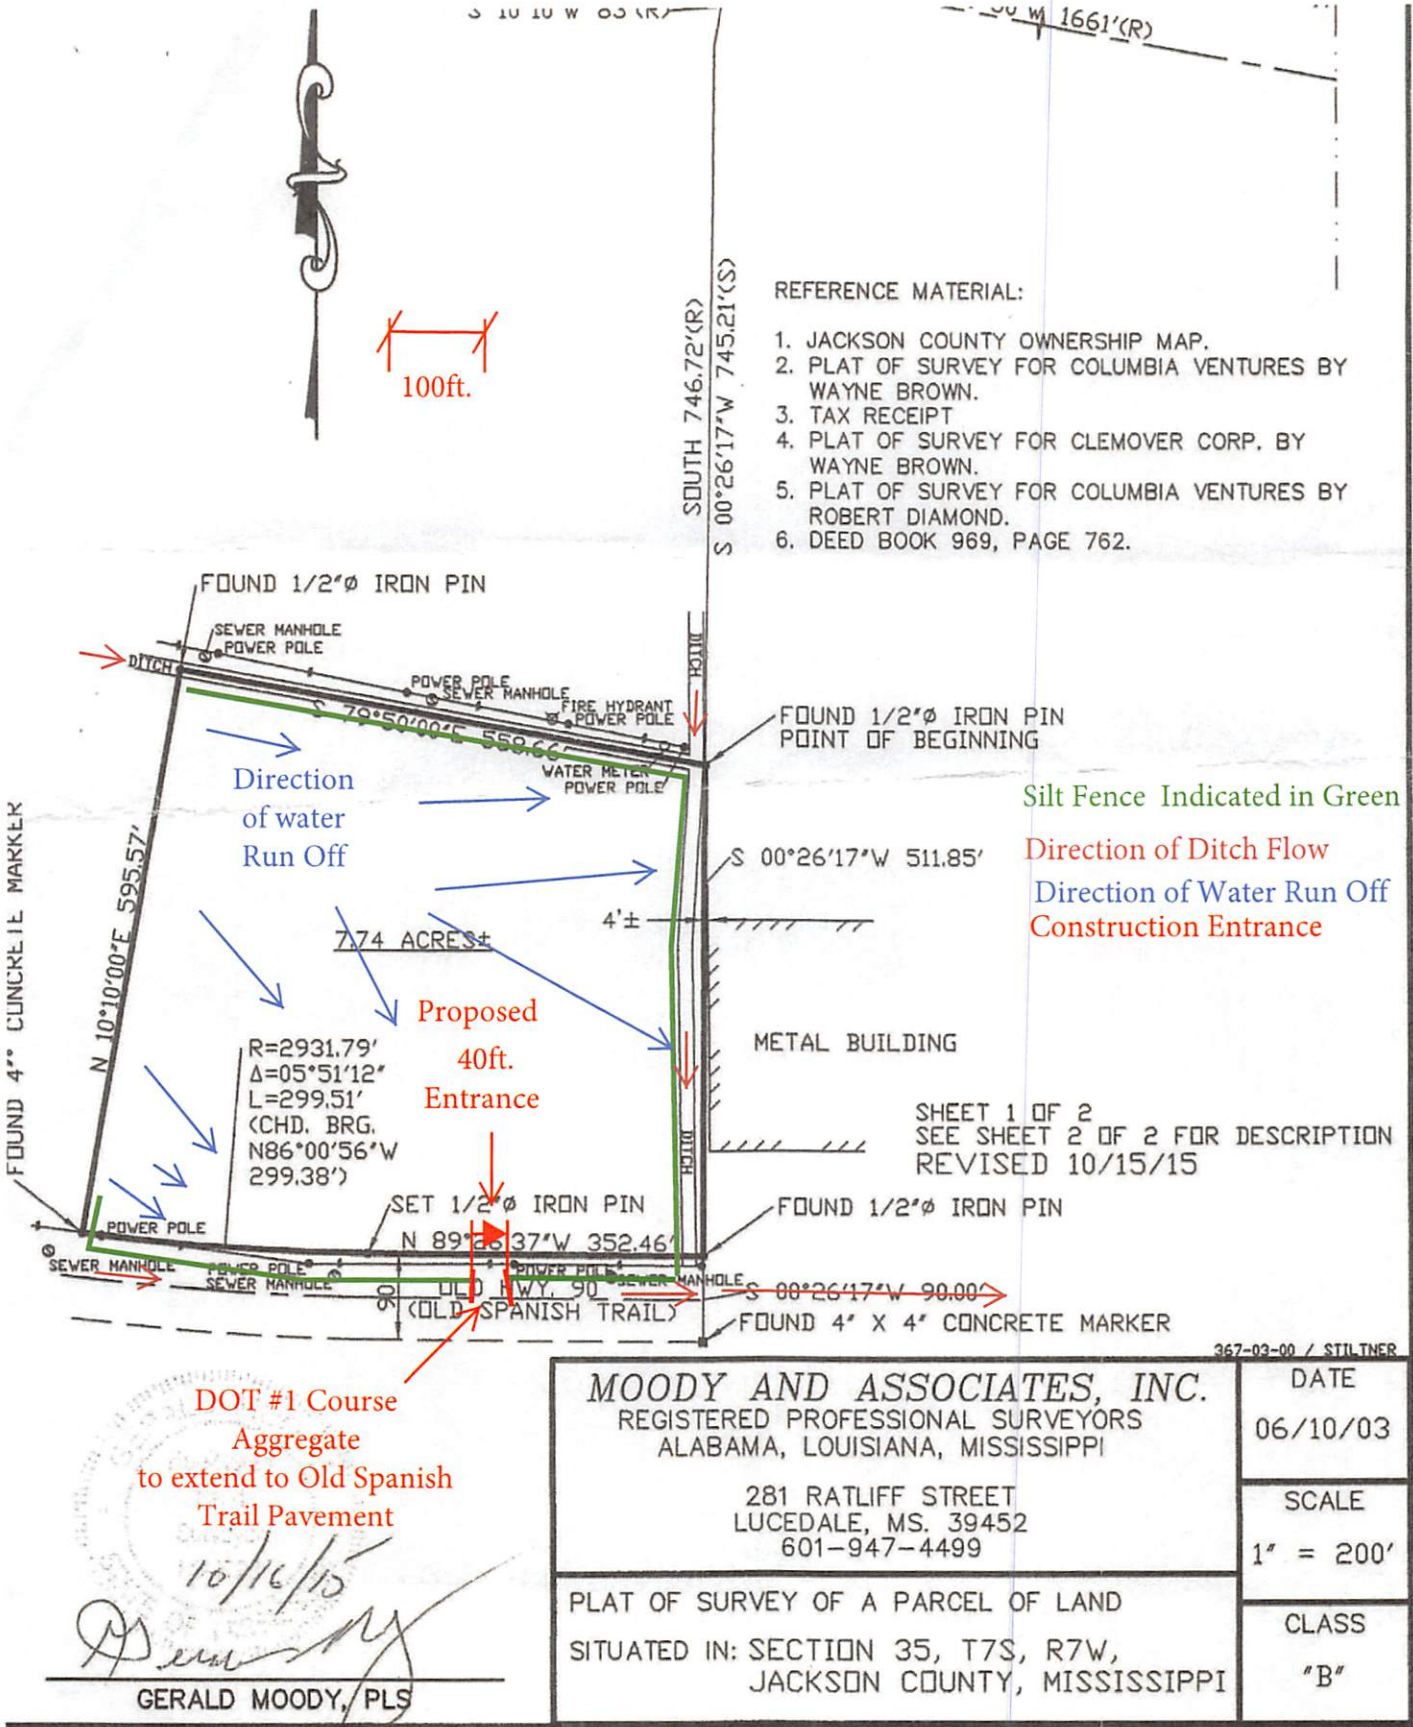 S 10 10 W 83 (R)
W 1661'(R)
100ft.
SOUTH 746.72'(R)
S 00°26'17"W 745.21'(S)
REFERENCE MATERIAL:
1. JACKSON COUNTY OWNERSHIP MAP.
2. PLAT OF SURVEY FOR COLUMBIA VENTURES BY
WAYNE BROWN.
3. TAX RECEIPT
4. PLAT OF SURVEY FOR CLEMOVER CORP. BY
WAYNE BROWN.
5. PLAT OF SURVEY FOR COLUMBIA VENTURES BY
ROBERT DIAMOND.
6. DEED BOOK 969, PAGE 762.
FOUND 1/2"Ø IRON PIN
SEWER MANHOLE
POWER POLE
DITCH
DITCH
POWER POLE
SEWER MANHOLE
FIRE HYDRANT
POWER POLE
S 79°50'00"E 558.66'
WATER METER
POWER POLE
FOUND 1/2"Ø IRON PIN
POINT OF BEGINNING
Direction
of water
Run Off
Silt Fence Indicated in Green
Direction of Ditch Flow
Direction of Water Run Off
Construction Entrance
S 00°26'17"W 511.85'
4'±
7.74 ACRES±
N 10°10'00"E 595.57'
FOUND 4"" CONCRETE MARKER
Proposed
40ft.
Entrance
R=2931.79'
Δ=05°51'12"
L=299.51'
(CHD. BRG.
N86°00'56"W
299.38')
METAL BUILDING
DITCH
SHEET 1 OF 2
SEE SHEET 2 OF 2 FOR DESCRIPTION
REVISED 10/15/15
SET 1/2"Ø IRON PIN
FOUND 1/2"Ø IRON PIN
N 89°26'37"W 352.46'
POWER POLE
SEWER MANHOLE
POWER POLE
SEWER MANHOLE
POWER POLE
SEWER MANHOLE
90
OLD HWY. 90
(OLD SPANISH TRAIL)
S 00°26'17"W 90.00'
FOUND 4" X 4" CONCRETE MARKER
367-03-00 / STILTNER
DOT #1 Course
Aggregate
to extend to Old Spanish
Trail Pavement
10/16/15
GERALD MOODY, PLS
MOODY AND ASSOCIATES, INC.
REGISTERED PROFESSIONAL SURVEYORS
ALABAMA, LOUISIANA, MISSISSIPPI
281 RATLIFF STREET
LUCEDALE, MS. 39452
601-947-4499
PLAT OF SURVEY OF A PARCEL OF LAND
SITUATED IN: SECTION 35, T7S, R7W,
JACKSON COUNTY, MISSISSIPPI
DATE
06/10/03
SCALE
1" = 200'
CLASS
"B"